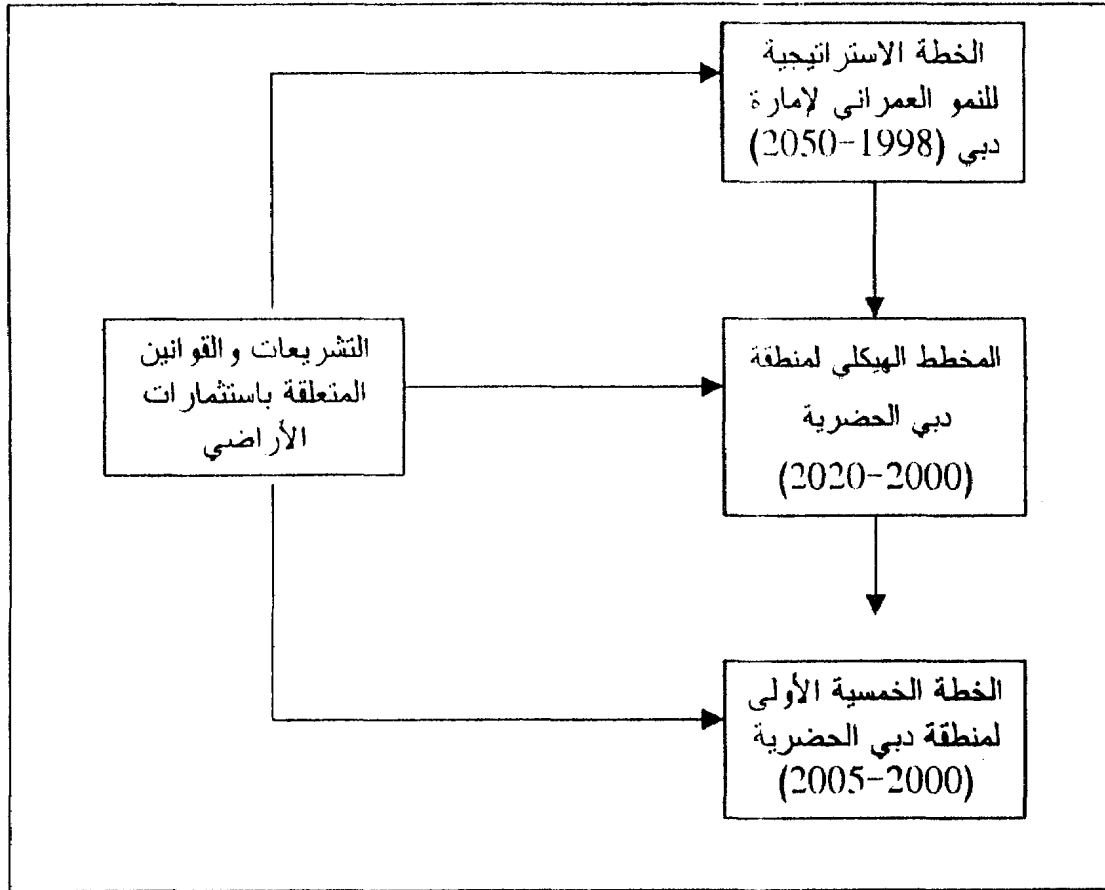 الخطة الاستراتيجية
للنمو العمراني لإمارة
دبي (1998-2050)
التشريعات والقوانين
المتعلقة باستثمارات
الأراضي
المخطط الهيكلي لمنطقة
دبي الحضرية
(2000-2020)
الخطة الخمسية الأولى
لمنطقة دبي الحضرية
(2000-2005)